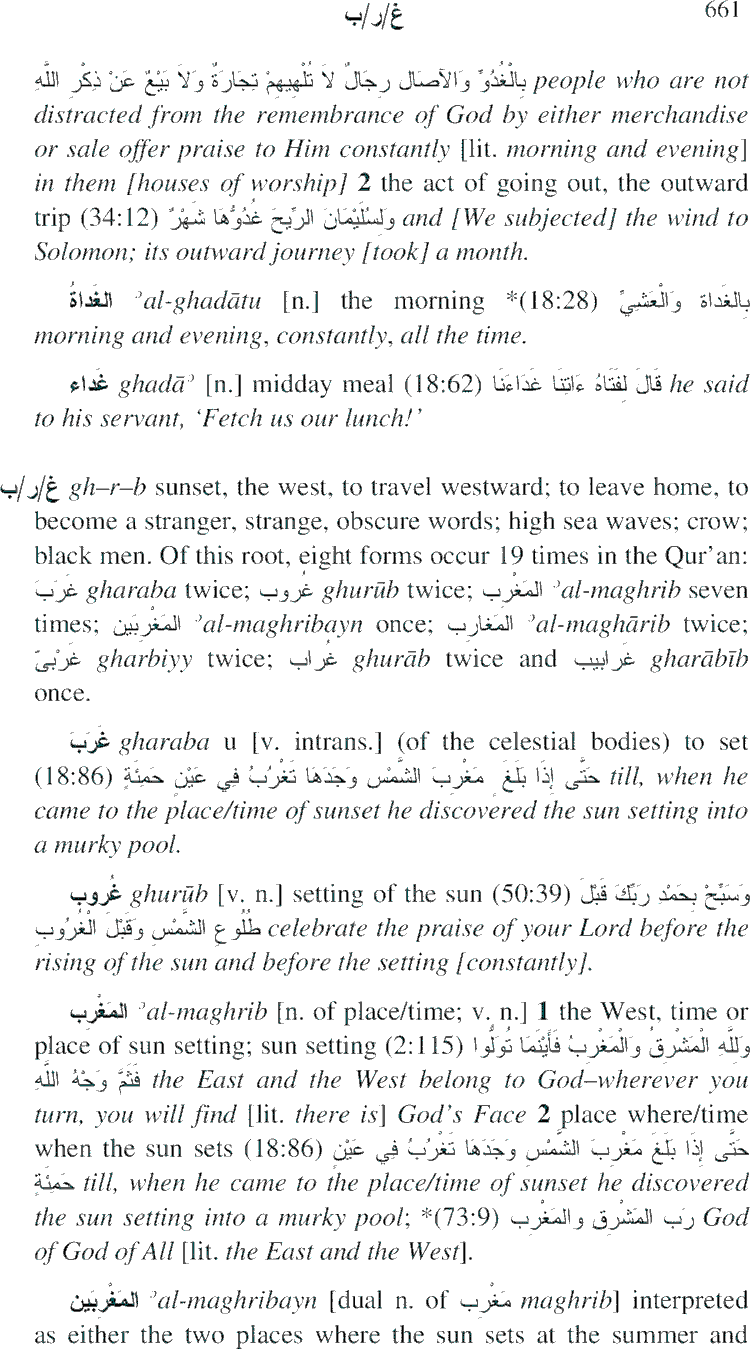 غ/ر/ب 661
بِالْغُدُوِّ وَالآصَال رِجَالٌ لاَ تُلْهِيهِمْ تِجَارَةٌ وَلاَ بَيْعٌ عَنْ ذِكْرِ اللَّهِ people who are not
distracted from the remembrance of God by either merchandise
or sale offer praise to Him constantly [lit. morning and evening]
in them [houses of worship] 2 the act of going out, the outward
trip (34:12) وَلِسُلَيْمَانَ الرِّيحَ غُدُوُّهَا شَهْرٌ and [We subjected] the wind to
Solomon; its outward journey [took] a month.
الغَداةُ ʾal-ghadātu [n.] the morning *(18:28) بِالغَداة وَالْعَشِيِّ
morning and evening, constantly, all the time.
غَداء ghadāʾ [n.] midday meal (18:62) قَالَ لِفَتَاهُ ءَاتِنَا غَدَاءَنَا he said
to his servant, ‘Fetch us our lunch!’
غ/ر/ب gh–r–b sunset, the west, to travel westward; to leave home, to
become a stranger, strange, obscure words; high sea waves; crow;
black men. Of this root, eight forms occur 19 times in the Qur’an:
غَرَبَ gharaba twice; غُروب ghurūb twice; المَغْرِب ʾal-maghrib seven
times; المَغْرِبَين ʾal-maghribayn once; المَغارِب ʾal-maghārib twice;
غَرْبىّ gharbiyy twice; غُراب ghurāb twice and غَرابيب gharābīb
once.
غَرَبَ gharaba u [v. intrans.] (of the celestial bodies) to set
(18:86) حَتَّى إِذَا بَلَغَ مَغْرِبَ الشَّمْسِ وَجَدَهَا تَغْرُبُ فِي عَيْنٍ حَمِئَةٍ till, when he
came to the place/time of sunset he discovered the sun setting into
a murky pool.
غُروب ghurūb [v. n.] setting of the sun (50:39) وَسَبِّحْ بِحَمْدِ رَبِّكَ قَبْلَ
طُلُوعِ الشَّمْسِ وَقَبْلَ الْغُرُوبِ celebrate the praise of your Lord before the
rising of the sun and before the setting [constantly].
المَغْرِب ʾal-maghrib [n. of place/time; v. n.] 1 the West, time or
place of sun setting; sun setting (2:115) وَلِلَّهِ الْمَشْرِقُ وَالْمَغْرِبُ فَأَيْنَمَا تُوَلُّوا
فَثَمَّ وَجْهُ اللَّهِ the East and the West belong to God–wherever you
turn, you will find [lit. there is] God’s Face 2 place where/time
when the sun sets (18:86) حَتَّى إِذَا بَلَغَ مَغْرِبَ الشَّمْسِ وَجَدَهَا تَغْرُبُ فِي عَيْنٍ
حَمِئَةٍ till, when he came to the place/time of sunset he discovered
the sun setting into a murky pool; *(73:9) رَب المَشْرِق والمَغْرِب God
of God of All [lit. the East and the West].
المَغْرِبَين ʾal-maghribayn [dual n. of مَغْرِب maghrib] interpreted
as either the two places where the sun sets at the summer and